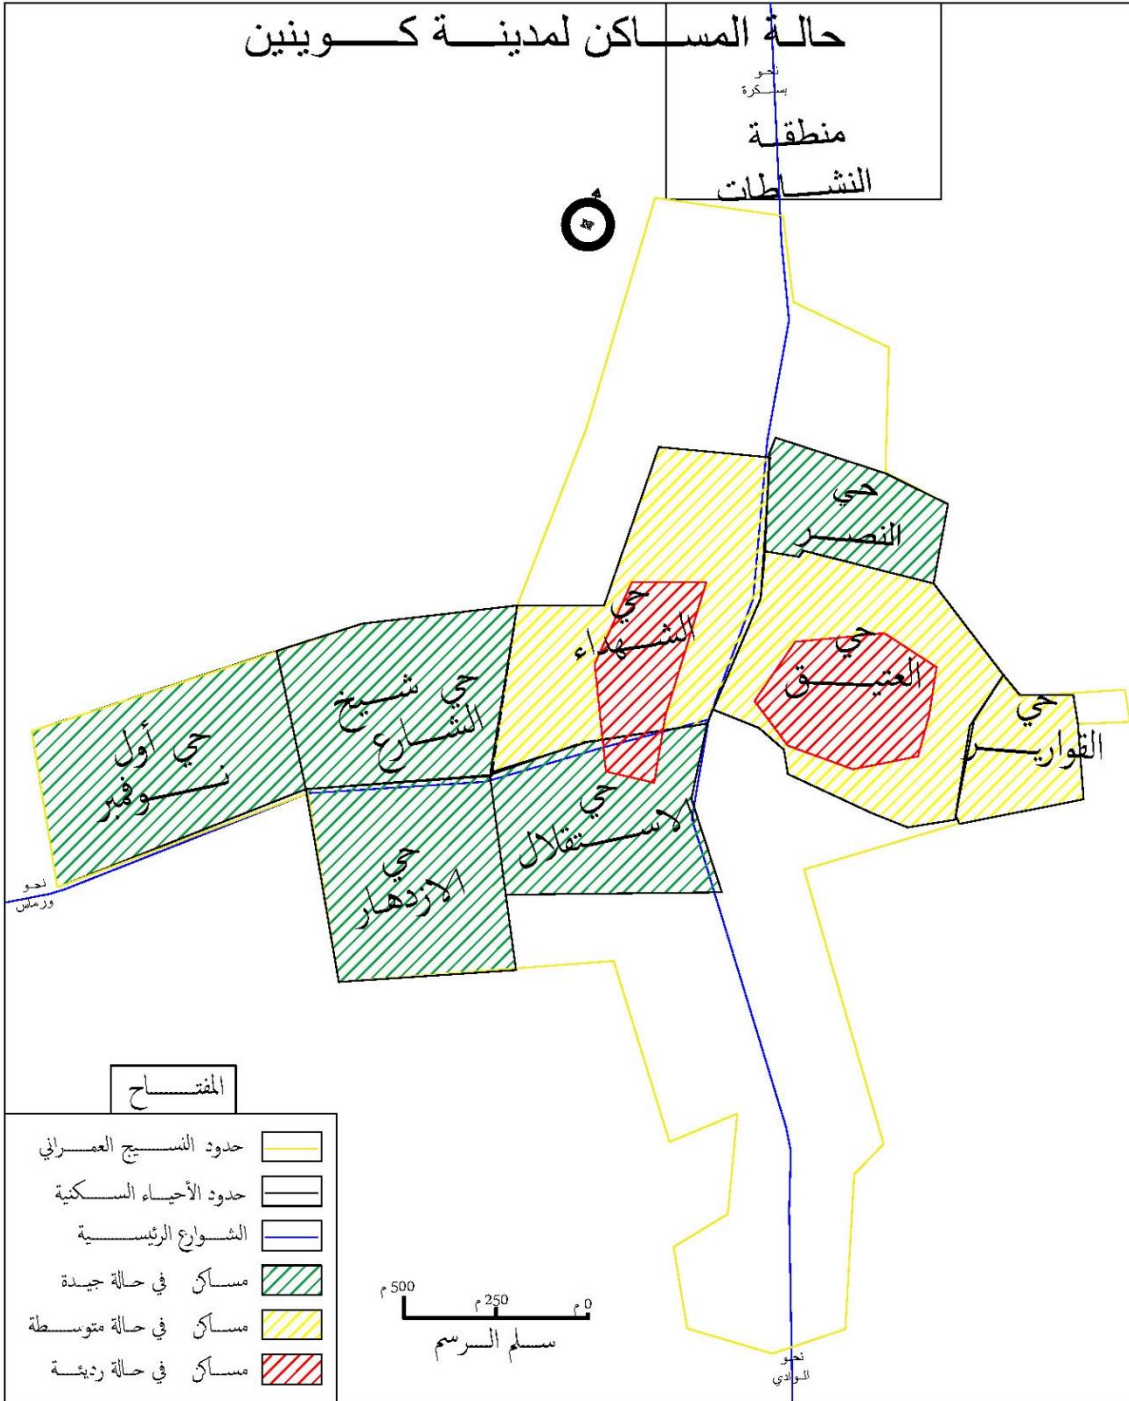 حالة المساكن لمدينة كوينين
نحو
بسكرة
منطقة
النشاطات
حي
النصر
حي
الشهداء
حي
العتيق
حي
القوارير
حي شيخ
الشارع
حي أول
نوفمبر
حي
الاستقلال
حي
الازدهار
نحو
ورماس
المفتاح
حدود النسيج العمراني
حدود الأحياء السكنية
الشوارع الرئيسية
مساكن في حالة جيدة
مساكن في حالة متوسطة
مساكن في حالة رديئة
500 م
250 م
0 م
سلم الرسم
نحو
الوادي